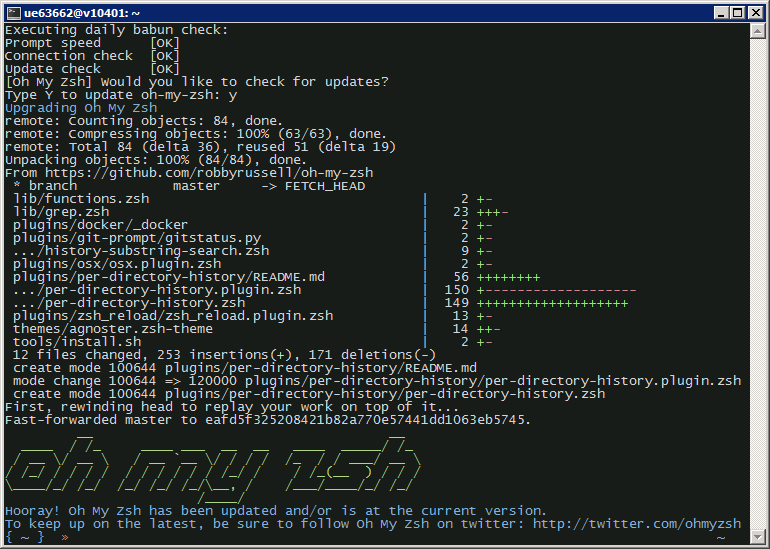 ue63662@v10401: ~
Executing daily babun check:
Prompt speed      [OK]
Connection check  [OK]
Update check      [OK]
[Oh My Zsh] Would you like to check for updates?
Type Y to update oh-my-zsh: y
Upgrading Oh My Zsh
remote: Counting objects: 84, done.
remote: Compressing objects: 100% (63/63), done.
remote: Total 84 (delta 36), reused 51 (delta 19)
Unpacking objects: 100% (84/84), done.
From https://github.com/robbyrussell/oh-my-zsh
 * branch            master     -> FETCH_HEAD
 lib/functions.zsh                                  |    2 +-
 lib/grep.zsh                                       |   23 +++-
 plugins/docker/_docker                             |    2 +-
 plugins/git-prompt/gitstatus.py                    |    2 +-
 .../history-substring-search.zsh                   |    9 +-
 plugins/osx/osx.plugin.zsh                         |    2 +-
 plugins/per-directory-history/README.md            |   56 ++++++++
 .../per-directory-history.plugin.zsh               |  150 +-------------------
 .../per-directory-history.zsh                      |  149 +++++++++++++++++++
 plugins/zsh_reload/zsh_reload.plugin.zsh           |   13 +-
 themes/agnoster.zsh-theme                          |   14 ++-
 tools/install.sh                                   |    2 +-
 12 files changed, 253 insertions(+), 171 deletions(-)
 create mode 100644 plugins/per-directory-history/README.md
 mode change 100644 => 120000 plugins/per-directory-history/per-directory-history.plugin.zsh
 create mode 100644 plugins/per-directory-history/per-directory-history.zsh
First, rewinding head to replay your work on top of it...
Fast-forwarded master to eafd5f325208421b82a770e57441dd1063eb5745.
oh my zsh
Hooray! Oh My Zsh has been updated and/or is at the current version.
To keep up on the latest, be sure to follow Oh My Zsh on twitter: http://twitter.com/ohmyzsh
{ ~ }  » ~